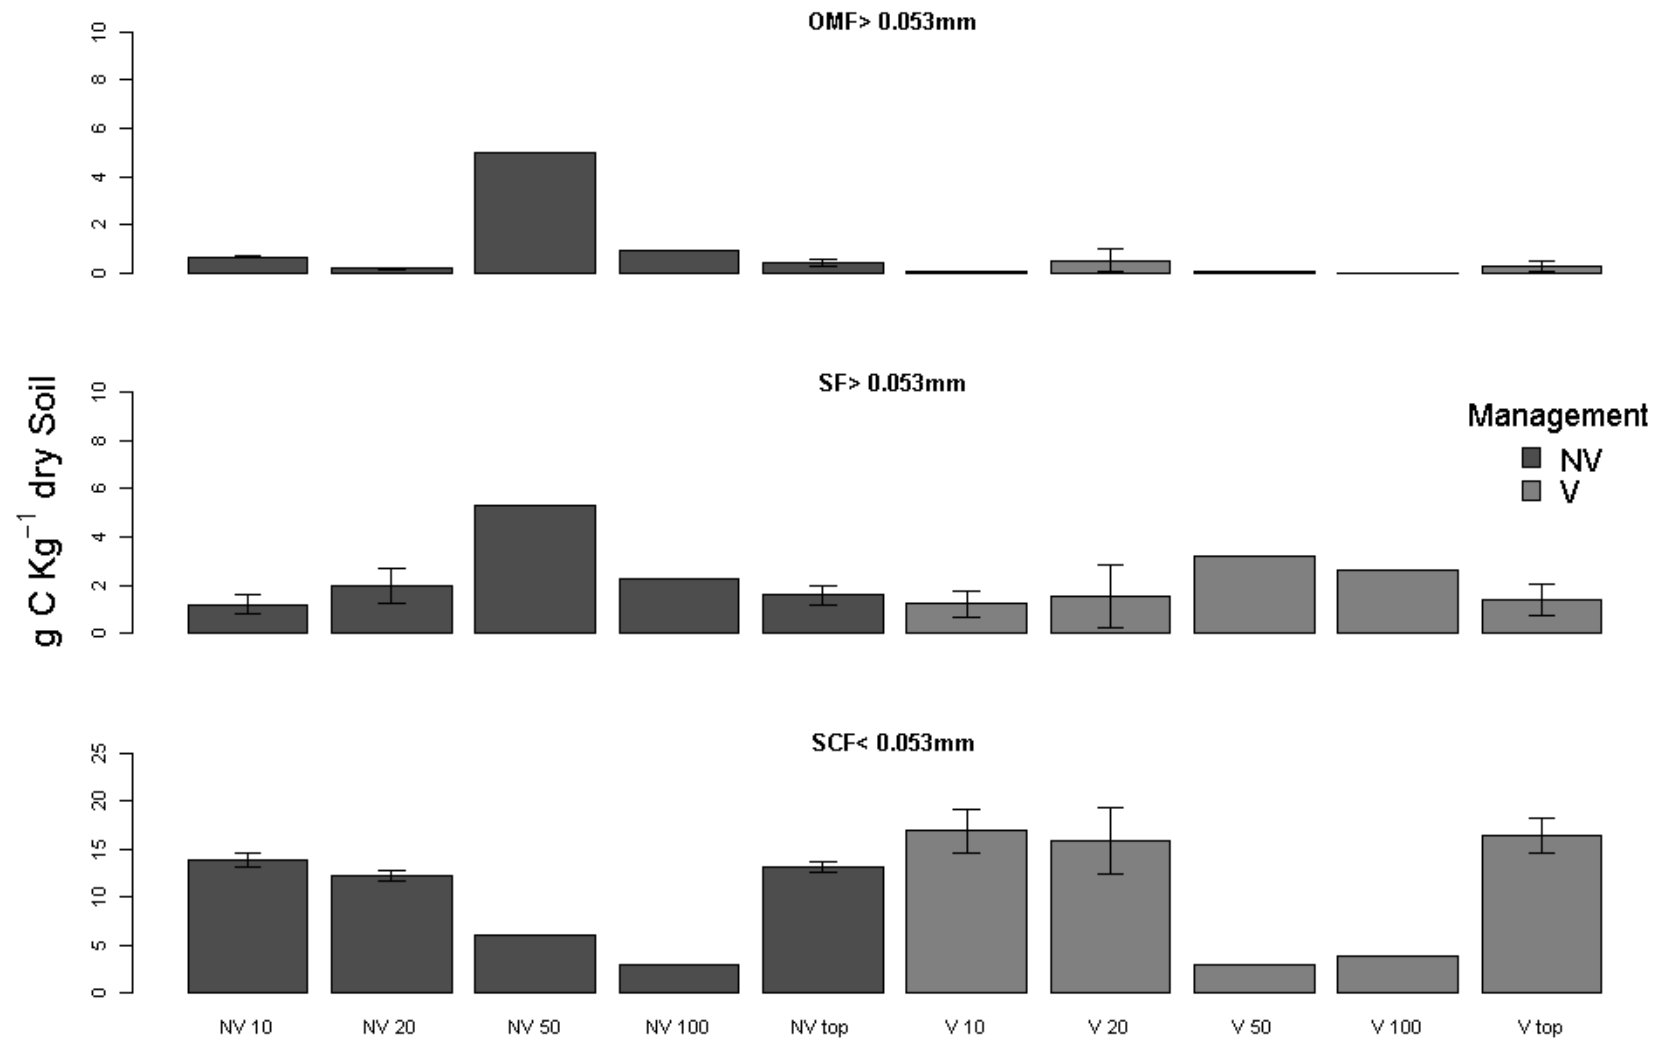 OMF> 0.053mm
10
8
6
4
2
0
SF> 0.053mm
10
8
6
4
2
0
g C Kg⁻¹ dry Soil
Management
NV
V
SCF< 0.053mm
25
20
15
10
5
0
NV 10 NV 20 NV 50 NV 100 NV top V 10 V 20 V 50 V 100 V top